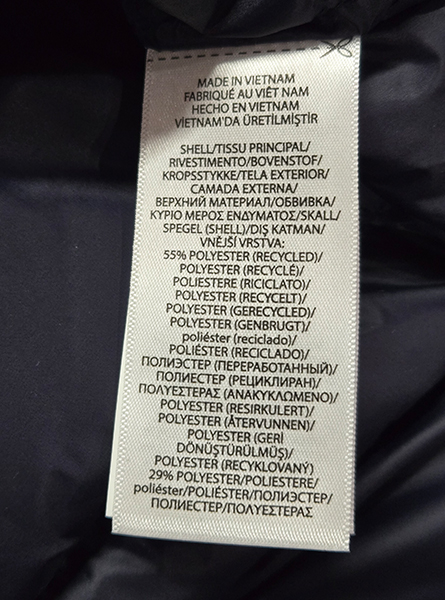 MADE IN VIETNAM
FABRIQUÉ AU VIÊT NAM
HECHO EN VIETNAM
VIETNAM'DA ÜRETİLMİŞTİR
SHELL/TISSU PRINCIPAL/
RIVESTIMENTO/BOVENSTOF/
KROPSSTYKKE/TELA EXTERIOR/
CAMADA EXTERNA/
ВЕРХНИЙ МАТЕРИАЛ/ОБВИВКА/
ΚΥΡΙΟ ΜΕΡΟΣ ΕΝΔΥΜΑΤΟΣ/SKALL/
SPEGEL (SHELL)/DIŞ KATMAN/
VNĚJŠÍ VRSTVA:
55% POLYESTER (RECYCLED)/
POLYESTER (RECYCLÉ)/
POLIESTERE (RICICLATO)/
POLYESTER (RECYCELT)/
POLYESTER (GERECYCLED)/
POLYESTER (GENBRUGT)/
poliéster (reciclado)/
POLIÉSTER (RECICLADO)/
ПОЛИЭСТЕР (ПЕРЕРАБОТАННЫЙ)/
ПОЛИЕСТЕР (РЕЦИКЛИРАН)/
ΠΟΛΥΕΣΤΕΡΑΣ (ΑΝΑΚΥΚΛΩΜΕΝΟ)/
POLYESTER (RESIRKULERT)/
POLYESTER (ÅTERVUNNEN)/
POLYESTER (GERİ
DÖNÜŞTÜRÜLMÜŞ)/
POLYESTER (RECYKLOVANÝ)
29% POLYESTER/POLIESTERE/
poliéster/POLIÉSTER/ПОЛИЭСТЕР/
ПОЛИЕСТЕР/ΠΟΛΥΕΣΤΕΡΑΣ